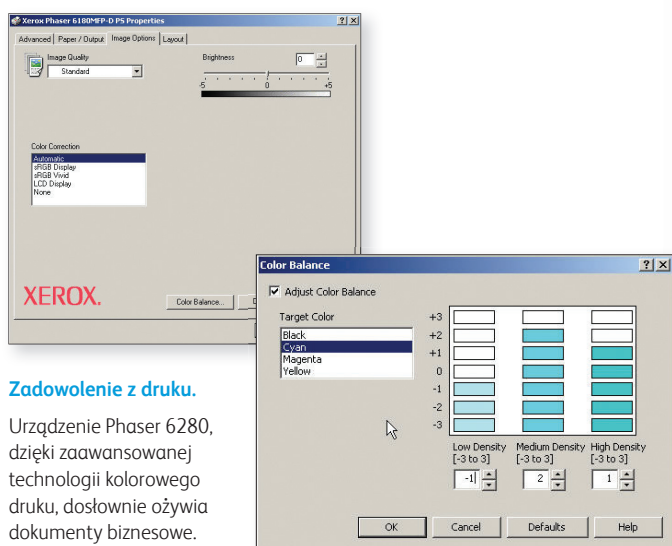 Xerox Phaser 6180MFP-D PS Properties
Advanced
Paper / Output
Image Options
Layout
Image Quality
Standard
Brightness
0
-5 0 +5
Color Correction
Automatic
sRGB Display
sRGB Vivid
LCD Display
None
XEROX.
Color Balance...
Color Balance
Adjust Color Balance
Target Color
Black
Cyan
Magenta
Yellow
+3
+2
+1
0
-1
-2
-3
Low Density Medium Density High Density
[-3 to 3] [-3 to 3] [-3 to 3]
-1 2 1
OK Cancel Defaults Help
Zadowolenie z druku.
Urządzenie Phaser 6280,
dzięki zaawansowanej
technologii kolorowego
druku, dosłownie ożywia
dokumenty biznesowe.